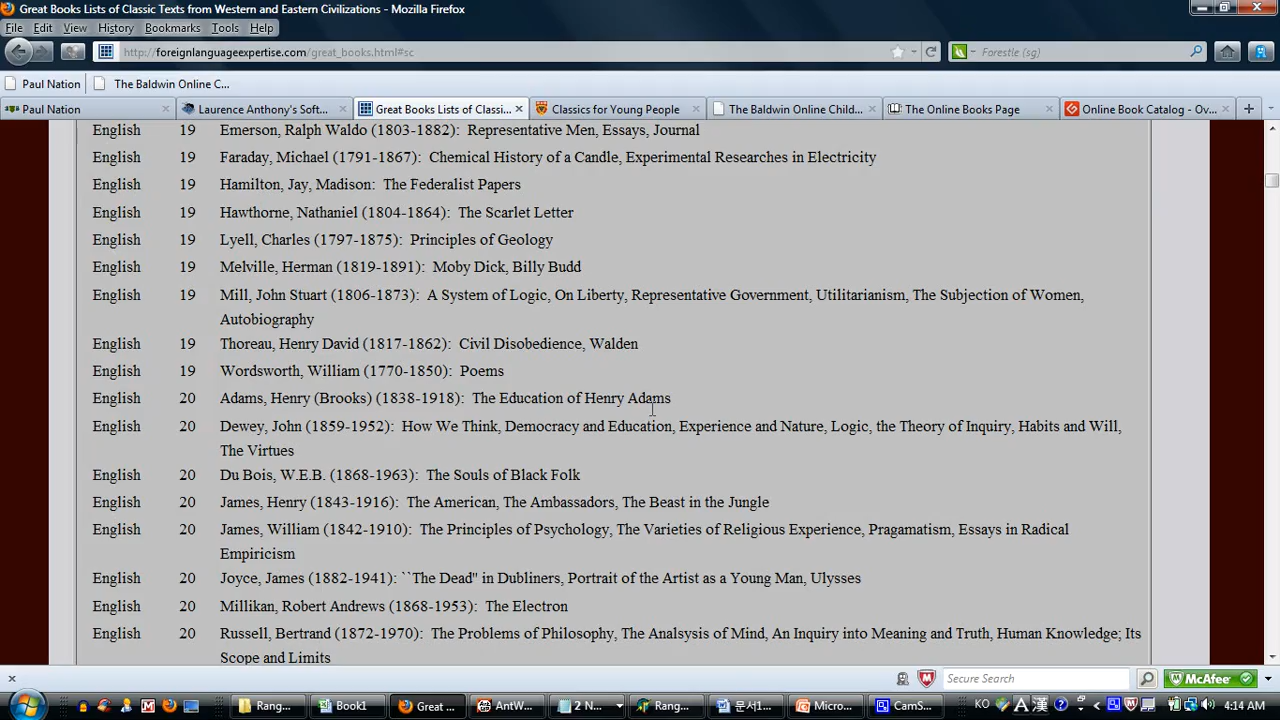 Great Books Lists of Classic Texts from Western and Eastern Civilizations - Mozilla Firefox
File Edit View History Bookmarks Tools Help
http://foreignlanguageexpertise.com/great_books.html#sc Forestle (sg)
Paul Nation The Baldwin Online C...
Paul Nation Laurence Anthony's Soft... Great Books Lists of Classi... Classics for Young People The Baldwin Online Child... The Online Books Page Online Book Catalog - Ov...
English 19 Emerson, Ralph Waldo (1803-1882): Representative Men, Essays, Journal
English 19 Faraday, Michael (1791-1867): Chemical History of a Candle, Experimental Researches in Electricity
English 19 Hamilton, Jay, Madison: The Federalist Papers
English 19 Hawthorne, Nathaniel (1804-1864): The Scarlet Letter
English 19 Lyell, Charles (1797-1875): Principles of Geology
English 19 Melville, Herman (1819-1891): Moby Dick, Billy Budd
English 19 Mill, John Stuart (1806-1873): A System of Logic, On Liberty, Representative Government, Utilitarianism, The Subjection of Women,
Autobiography
English 19 Thoreau, Henry David (1817-1862): Civil Disobedience, Walden
English 19 Wordsworth, William (1770-1850): Poems
English 20 Adams, Henry (Brooks) (1838-1918): The Education of Henry Adams
English 20 Dewey, John (1859-1952): How We Think, Democracy and Education, Experience and Nature, Logic, the Theory of Inquiry, Habits and Will,
The Virtues
English 20 Du Bois, W.E.B. (1868-1963): The Souls of Black Folk
English 20 James, Henry (1843-1916): The American, The Ambassadors, The Beast in the Jungle
English 20 James, William (1842-1910): The Principles of Psychology, The Varieties of Religious Experience, Pragamatism, Essays in Radical
Empiricism
English 20 Joyce, James (1882-1941): ``The Dead'' in Dubliners, Portrait of the Artist as a Young Man, Ulysses
English 20 Millikan, Robert Andrews (1868-1953): The Electron
English 20 Russell, Bertrand (1872-1970): The Problems of Philosophy, The Analsysis of Mind, An Inquiry into Meaning and Truth, Human Knowledge; Its
Scope and Limits
Secure Search McAfee
Rang... Book1 Great ... AntW... 2 N... Rang... 문서1... Micro... CamS... KO A 漢 4:14 AM